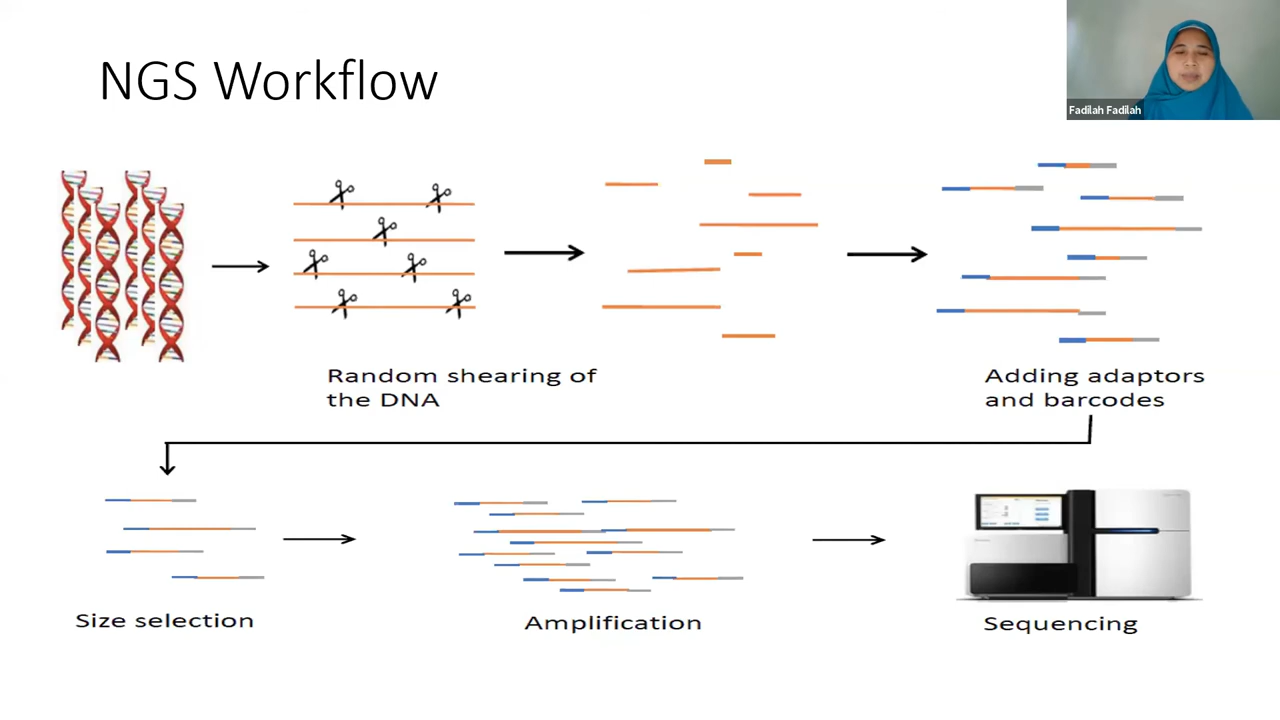 NGS Workflow
Fadilah Fadilah
Random shearing of
the DNA
Adding adaptors
and barcodes
Size selection
Amplification
Sequencing